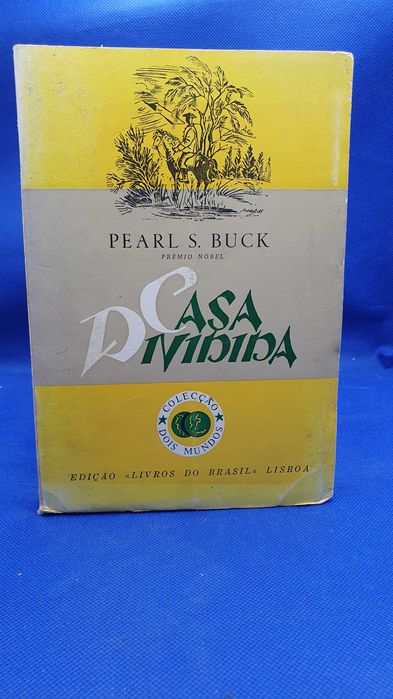 PEARL S. BUCK
PRÉMIO NOBEL
CASA
DIVIDIDA
COLECÇÃO
DOIS MUNDOS
EDIÇÃO «LIVROS DO BRASIL» LISBOA